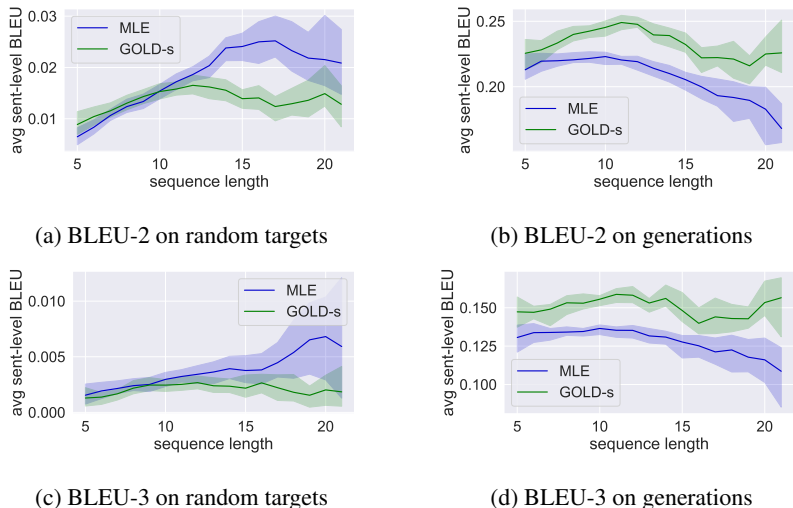 avg sent-level BLEU
0.03
0.02
0.01
MLE
GOLD-s
5
10
15
20
sequence length
(a) BLEU-2 on random targets
avg sent-level BLEU
0.25
0.20
MLE
GOLD-s
5
10
15
20
sequence length
(b) BLEU-2 on generations
avg sent-level BLEU
0.010
0.005
0.000
MLE
GOLD-s
5
10
15
20
sequence length
(c) BLEU-3 on random targets
avg sent-level BLEU
0.150
0.125
0.100
MLE
GOLD-s
5
10
15
20
sequence length
(d) BLEU-3 on generations